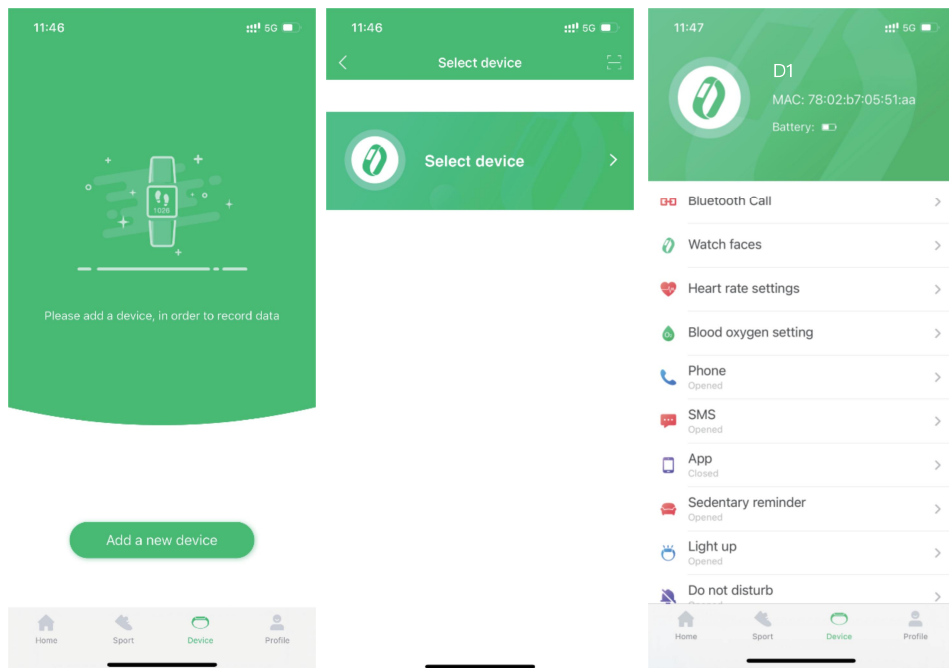 11:46
5G
1026
Please add a device, in order to record data
Add a new device
Home Sport Device Profile
11:46
5G
Select device
Select device
11:47
5G
D1
MAC: 78:02:b7:05:51:aa
Battery:
Bluetooth Call
Watch faces
Heart rate settings
O₂
Blood oxygen setting
Phone
Opened
SMS
Opened
App
Closed
Sedentary reminder
Opened
Light up
Opened
Do not disturb
Home Sport Device Profile